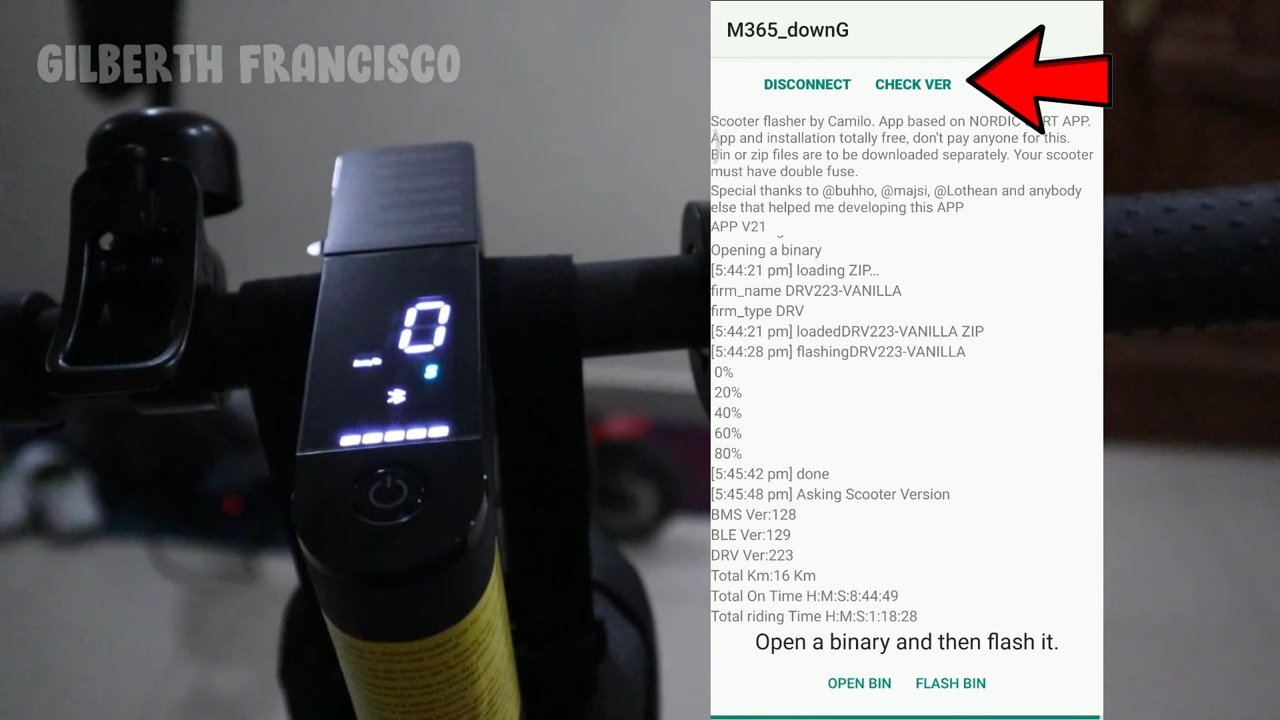 GILBERTH FRANCISCO
0
km/h
S
M365_downG
DISCONNECT CHECK VER
Scooter flasher by Camilo. App based on NORDIC RT APP.
App and installation totally free, don't pay anyone for this.
Bin or zip files are to be downloaded separately. Your scooter
must have double fuse.
Special thanks to @buhho, @majsi, @Lothean and anybody
else that helped me developing this APP
APP V21
Opening a binary
[5:44:21 pm] loading ZIP...
firm_name DRV223-VANILLA
firm_type DRV
[5:44:21 pm] loadedDRV223-VANILLA ZIP
[5:44:28 pm] flashingDRV223-VANILLA
0%
20%
40%
60%
80%
[5:45:42 pm] done
[5:45:48 pm] Asking Scooter Version
BMS Ver:128
BLE Ver:129
DRV Ver:223
Total Km:16 Km
Total On Time H:M:S:8:44:49
Total riding Time H:M:S:1:18:28
Open a binary and then flash it.
OPEN BIN FLASH BIN